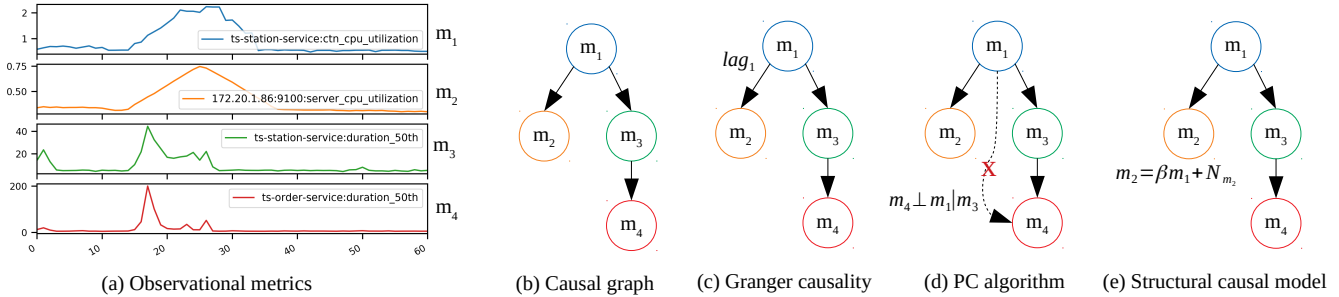 2
1
ts-station-service:ctn_cpu_utilization
m₁
0.75
0.50
172.20.1.86:9100:server_cpu_utilization
m₂
40
20
ts-station-service:duration_50th
m₃
200
0
ts-order-service:duration_50th
m₄
0 10 20 30 40 50 60
(a) Observational metrics
m₁
m₂
m₃
m₄
(b) Causal graph
lag₁
m₁
m₂
m₃
m₄
(c) Granger causality
m₁
m₂
m₃
X
m₄⊥m₁|m₃
m₄
(d) PC algorithm
m₁
m₂
m₃
m₂=βm₁+N_{m₂}
m₄
(e) Structural causal model